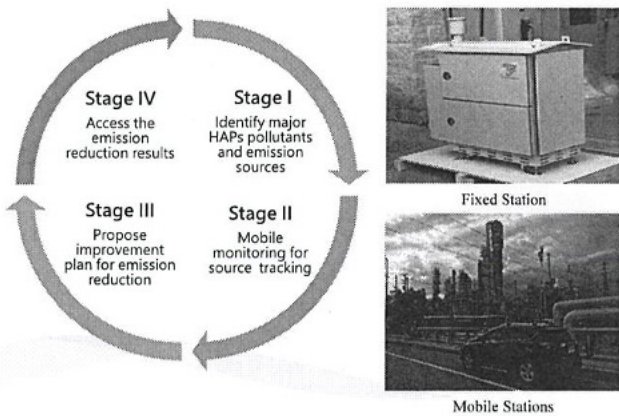 Stage IV
Access the
emission
reduction results
Stage I
Identify major
HAPs pollutants
and emission
sources
Stage III
Propose
improvement
plan for emission
reduction
Stage II
Mobile
monitoring for
source tracking
Fixed Station
Mobile Stations